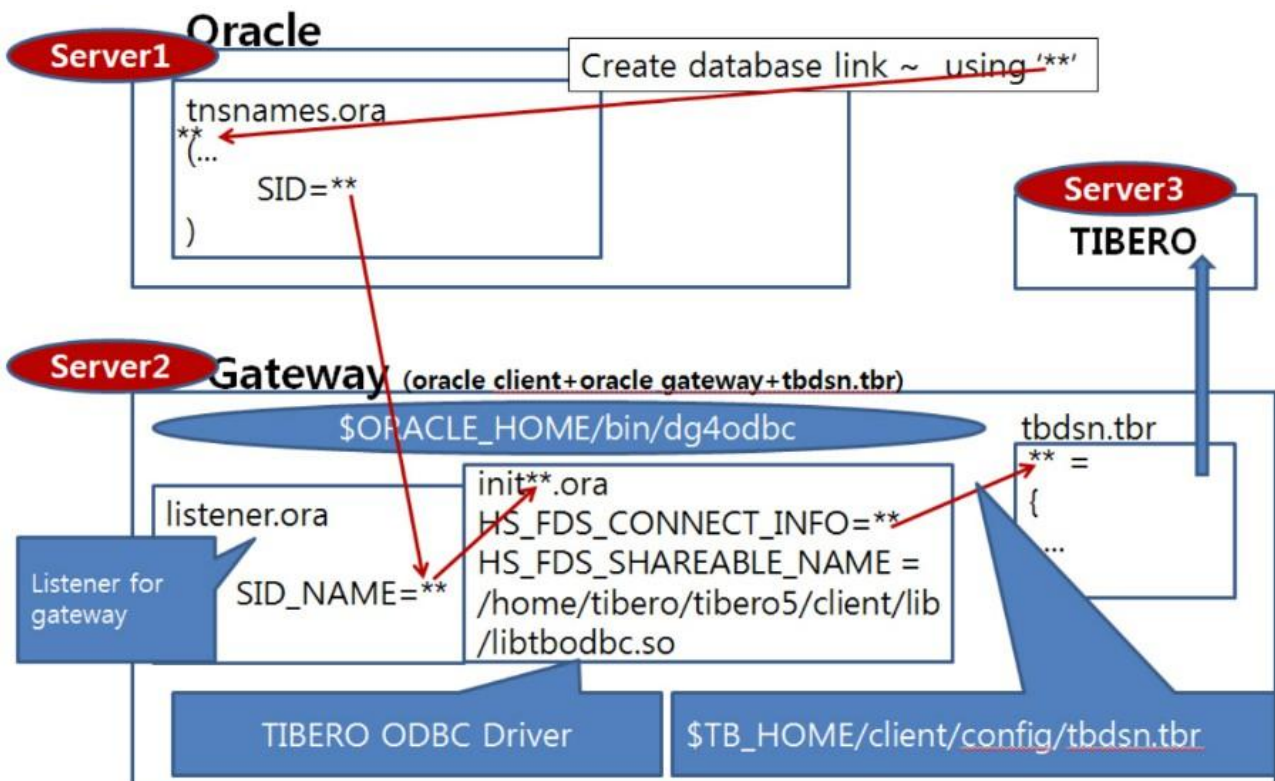 Oracle
Server1
Create database link ~ using '**'
tnsnames.ora
**
(...
SID=**
)
Server3
TIBERO
Server2
Gateway (oracle client+oracle gateway+tbdsn.tbr)
$ORACLE_HOME/bin/dg4odbc
listener.ora
SID_NAME=**
Listener for
gateway
init**.ora
HS_FDS_CONNECT_INFO=**
HS_FDS_SHAREABLE_NAME =
/home/tibero/tibero5/client/lib
/libtbodbc.so
tbdsn.tbr
** =
{
...
TIBERO ODBC Driver
$TB_HOME/client/config/tbdsn.tbr